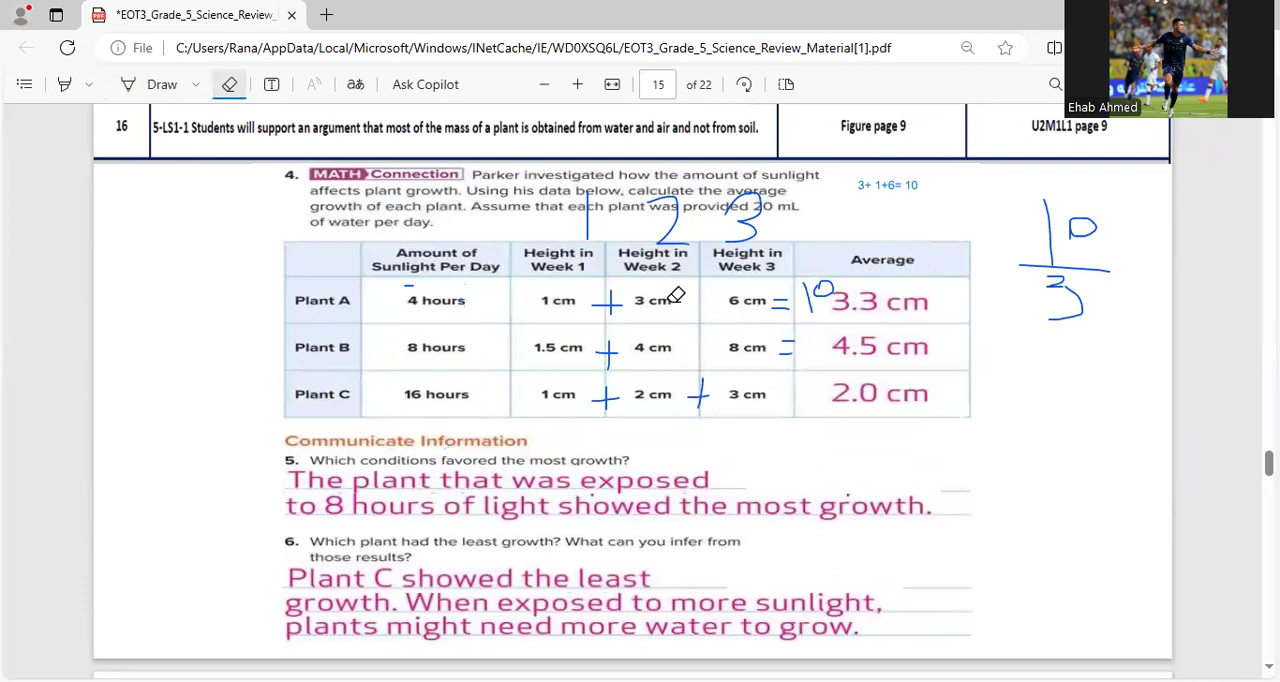 *EOT3_Grade_5_Science_Review_
File C:/Users/Rana/AppData/Local/Microsoft/Windows/INetCache/IE/WD0XSQ6L/EOT3_Grade_5_Science_Review_Material[1].pdf
Draw Ask Copilot 15 of 22
Ehab Ahmed
16 5-LS1-1 Students will support an argument that most of the mass of a plant is obtained from water and air and not from soil. Figure page 9 U2M1L1 page 9
4. MATH Connection Parker investigated how the amount of sunlight
affects plant growth. Using his data below, calculate the average
growth of each plant. Assume that each plant was provided 20 mL
of water per day.
3+ 1+6= 10
1 2 3
10
3
Amount of Sunlight Per Day Height in Week 1 Height in Week 2 Height in Week 3 Average
Plant A 4 hours 1 cm + 3 cm 6 cm = 10 3.3 cm
Plant B 8 hours 1.5 cm + 4 cm 8 cm = 4.5 cm
Plant C 16 hours 1 cm + 2 cm + 3 cm 2.0 cm
Communicate Information
5. Which conditions favored the most growth?
The plant that was exposed
to 8 hours of light showed the most growth.
6. Which plant had the least growth? What can you infer from
those results?
Plant C showed the least
growth. When exposed to more sunlight,
plants might need more water to grow.